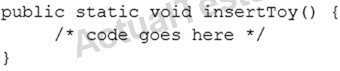 public static void insertToy() {
/* code goes here */
}